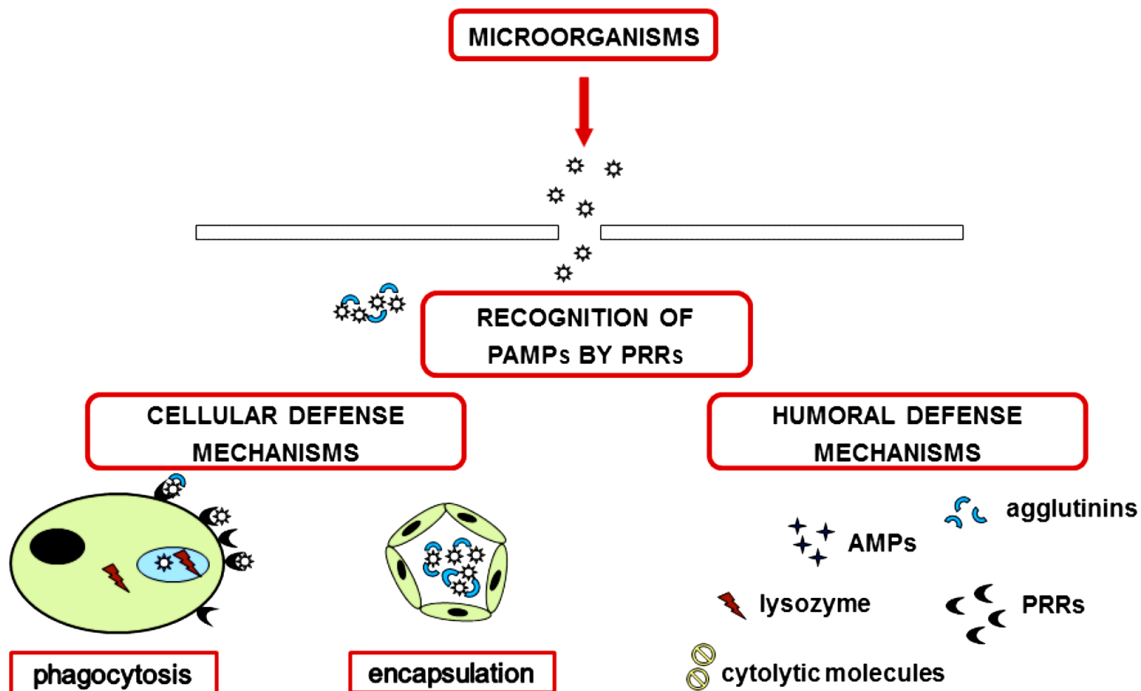 MICROORGANISMS
RECOGNITION OF
PAMPs BY PRRs
CELLULAR DEFENSE
MECHANISMS
HUMORAL DEFENSE
MECHANISMS
agglutinins
AMPs
lysozyme
PRRs
cytolytic molecules
phagocytosis
encapsulation